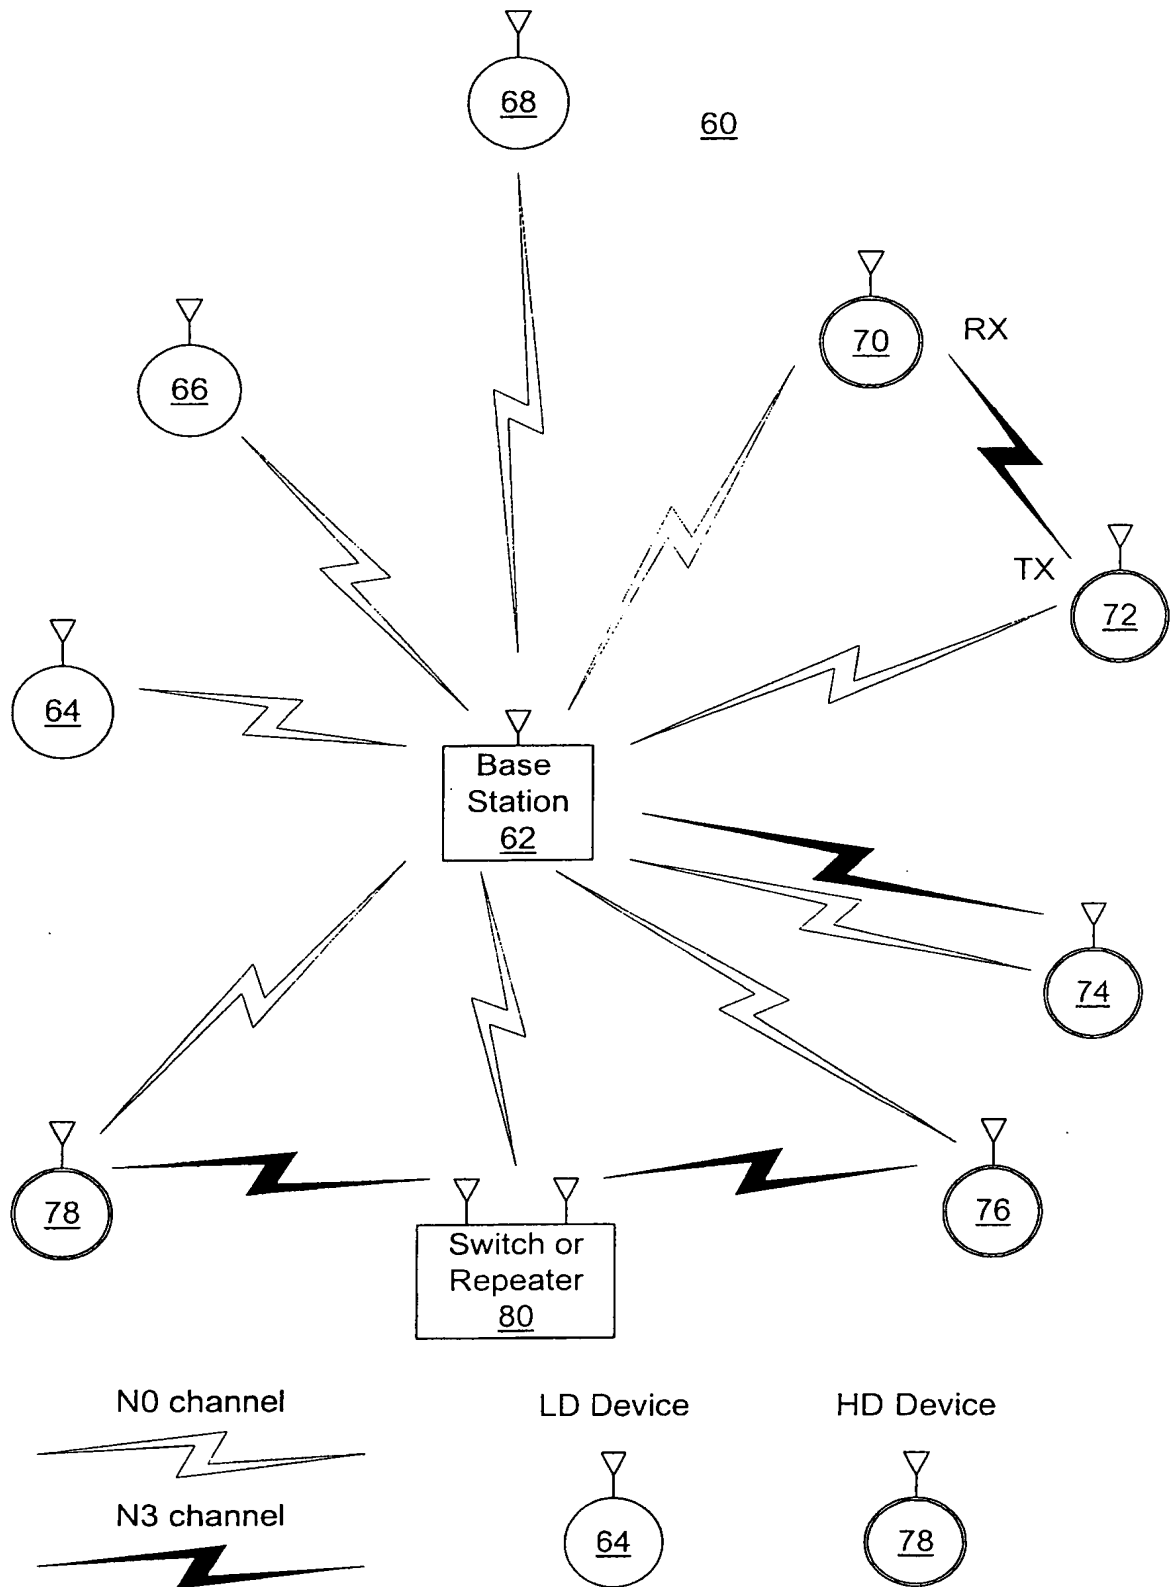 68
60
70
RX
66
TX
72
64
Base
Station
62
74
78
76
Switch or
Repeater
80
N0 channel
LD Device
HD Device
N3 channel
64
78